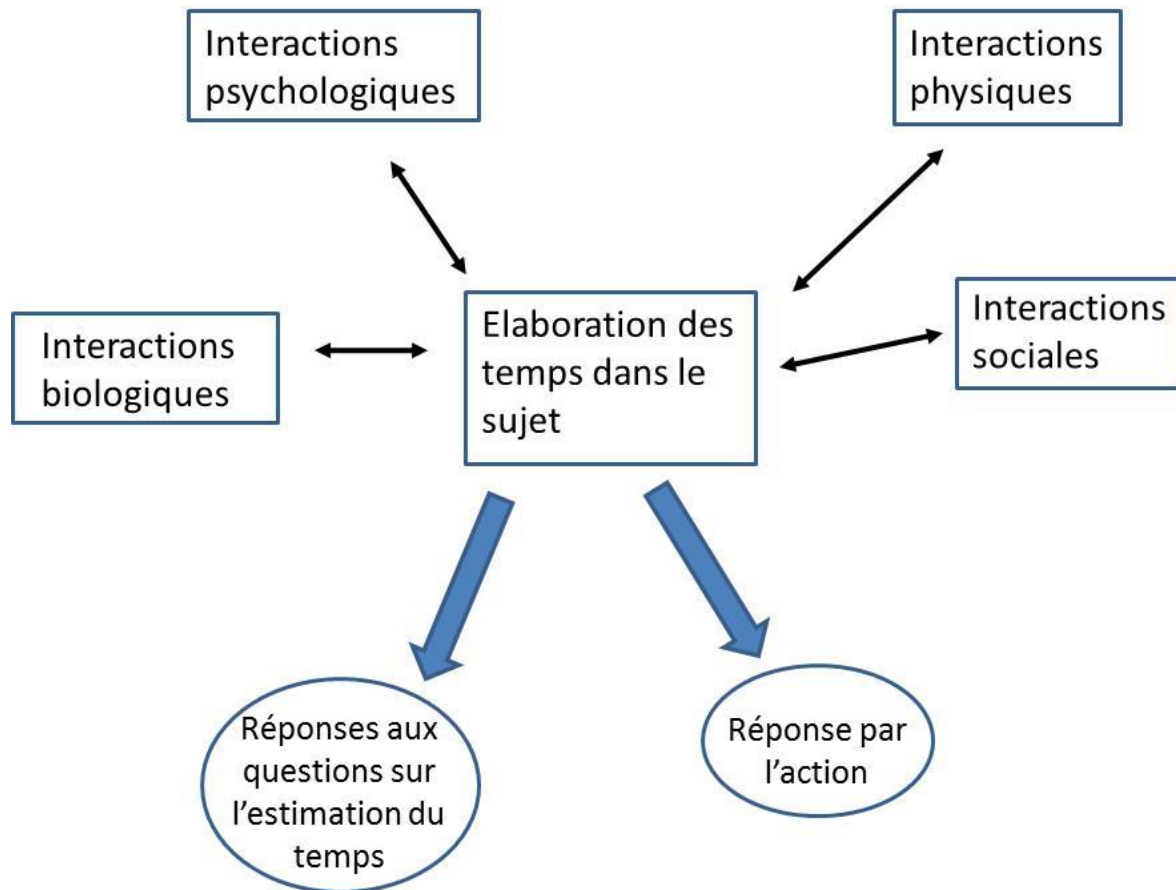 Interactions
psychologiques
Interactions
physiques
Interactions
biologiques
Elaboration des
temps dans le
sujet
Interactions
sociales
Réponses aux
questions sur
l’estimation du
temps
Réponse par
l’action